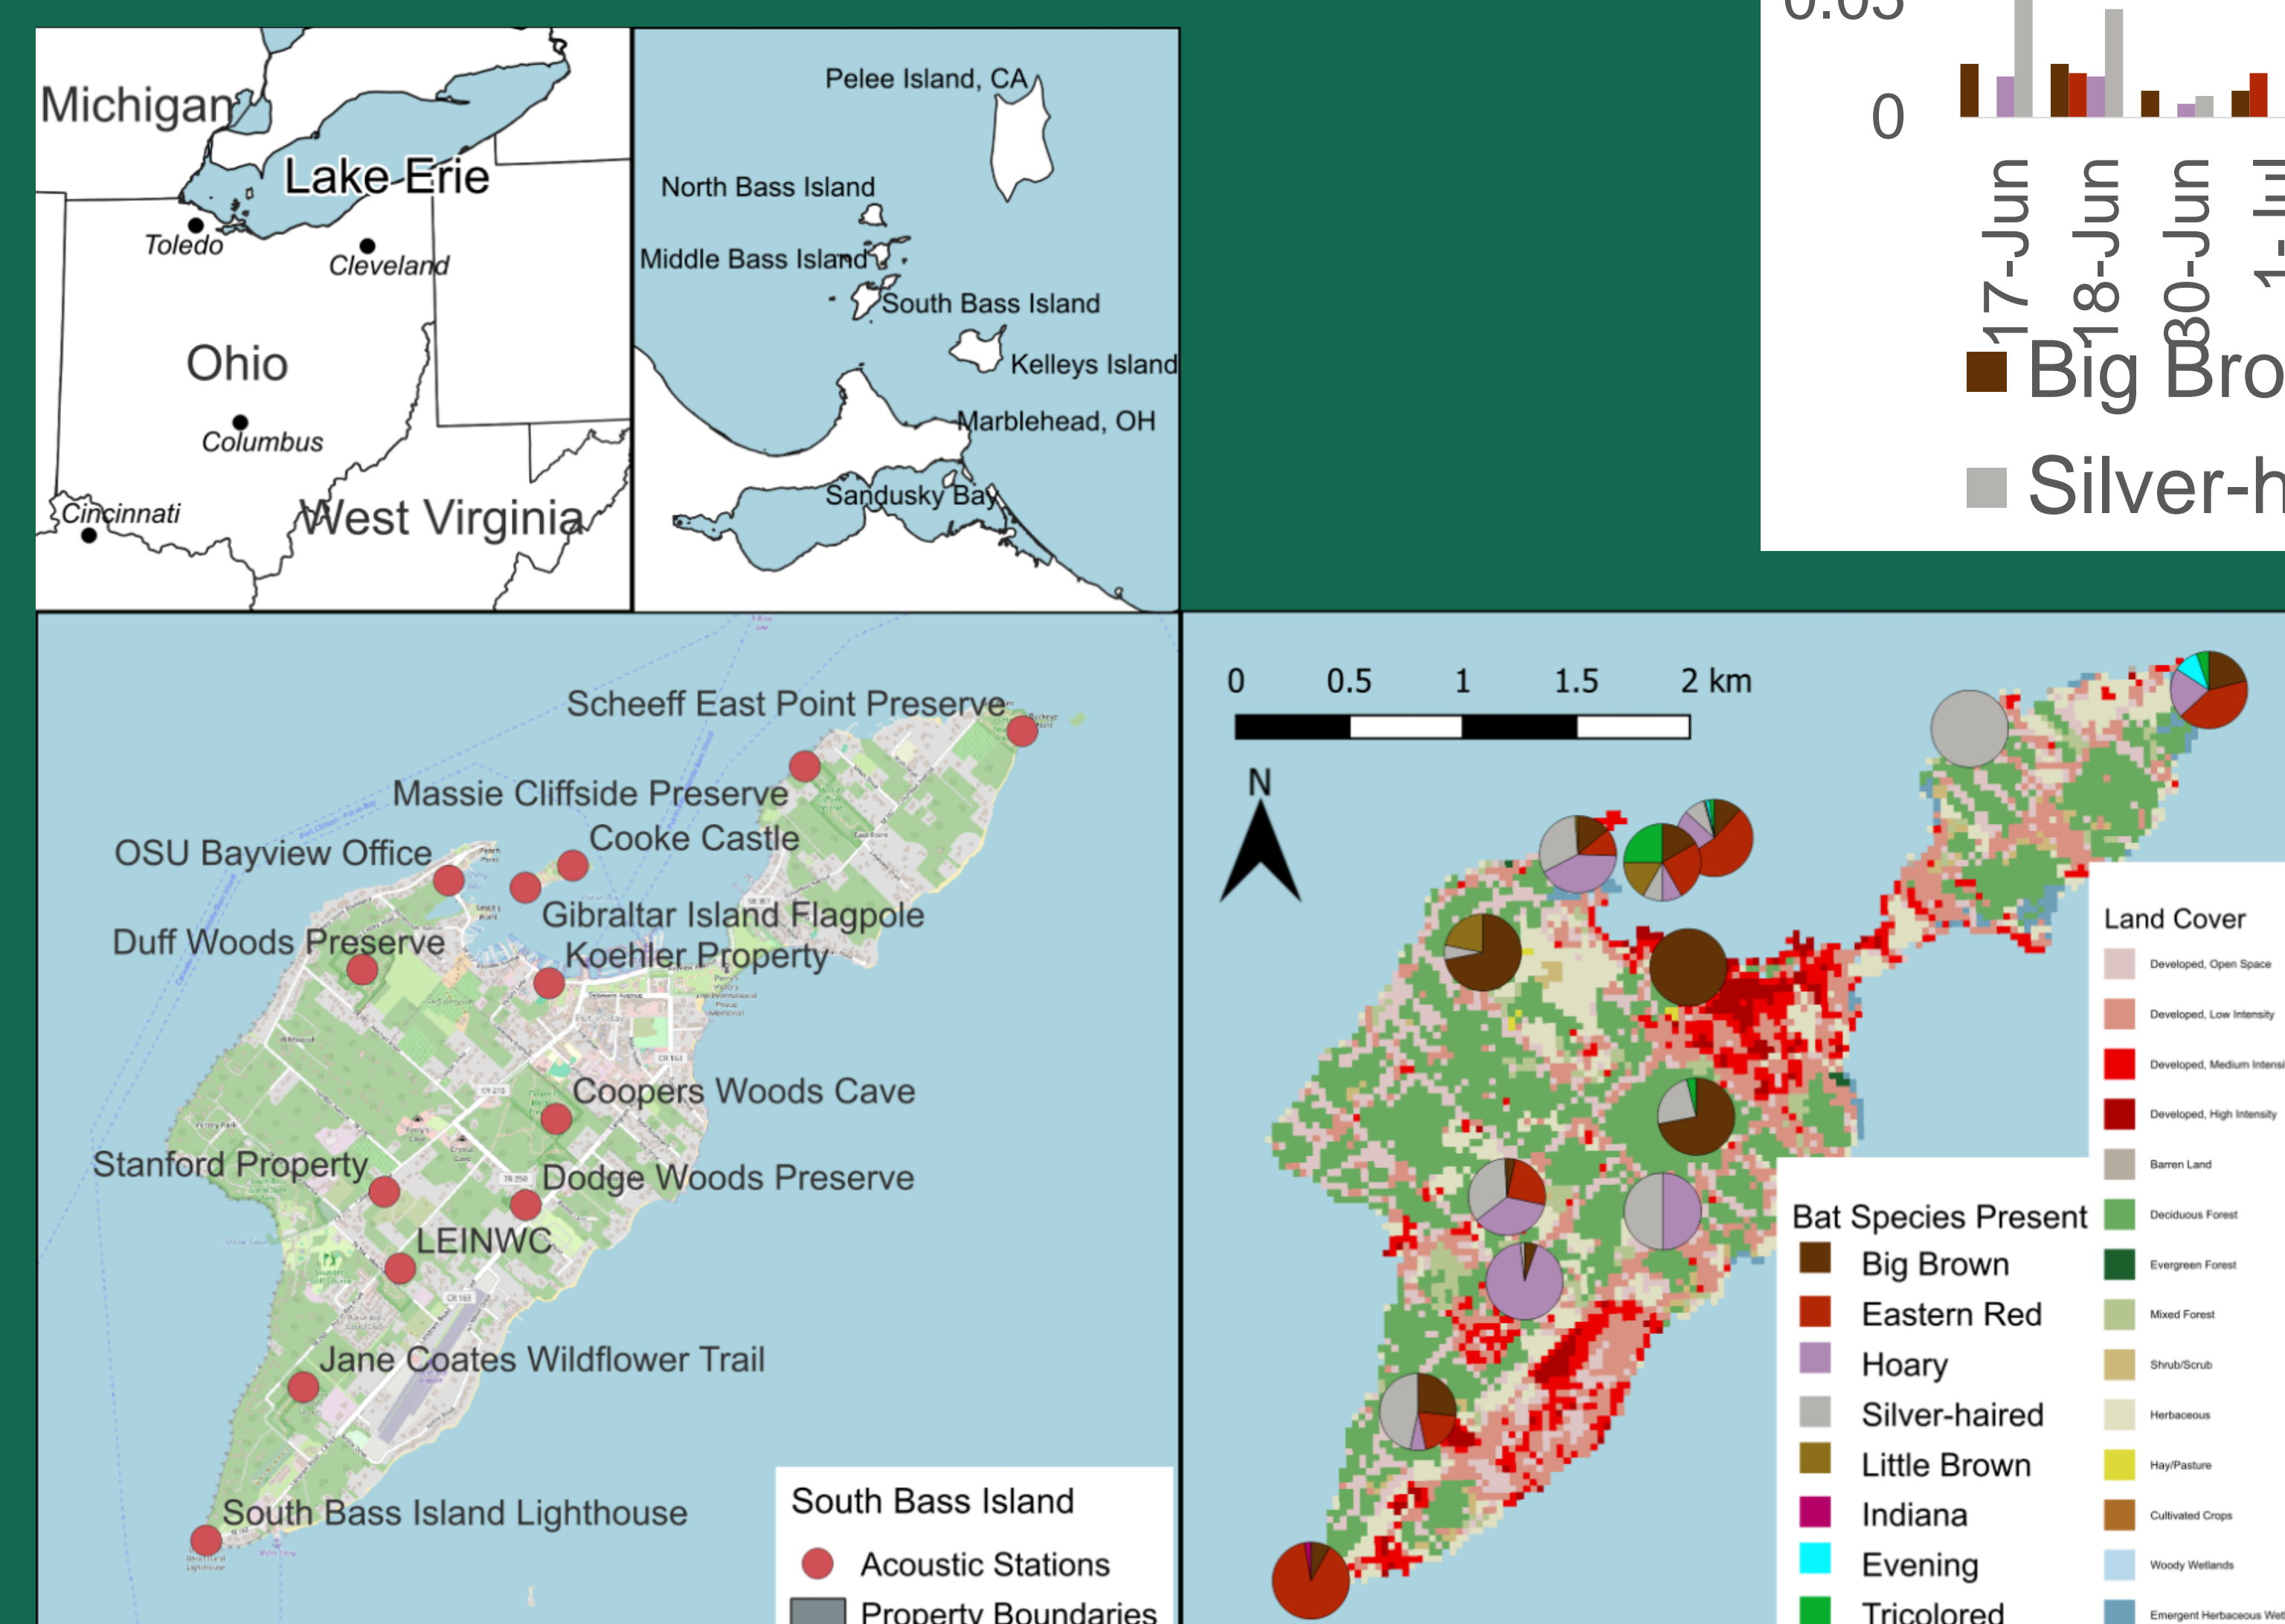 0
17-Jun
18-Jun
30-Jun
Big Bro
Silver-h
Michigan
Lake Erie
Toledo
Cleveland
Ohio
Columbus
Cincinnati
West Virginia
Pelee Island, CA
North Bass Island
Middle Bass Island
South Bass Island
Kelleys Island
Marblehead, OH
Sandusky Bay
Scheeff East Point Preserve
Massie Cliffside Preserve
Cooke Castle
OSU Bayview Office
Gibraltar Island Flagpole
Duff Woods Preserve
Koehler Property
Coopers Woods Cave
Stanford Property
Dodge Woods Preserve
LEINWC
Jane Coates Wildflower Trail
South Bass Island Lighthouse
South Bass Island
Acoustic Stations
Property Boundaries
0 0.5 1 1.5 2 km
N
Land Cover
Developed, Open Space
Developed, Low Intensity
Developed, Medium Intensi
Developed, High Intensity
Barren Land
Deciduous Forest
Evergreen Forest
Mixed Forest
Shrub/Scrub
Herbaceous
Hay/Pasture
Cultivated Crops
Woody Wetlands
Emergent Herbaceous Wet
Bat Species Present
Big Brown
Eastern Red
Hoary
Silver-haired
Little Brown
Indiana
Evening
Tricolored